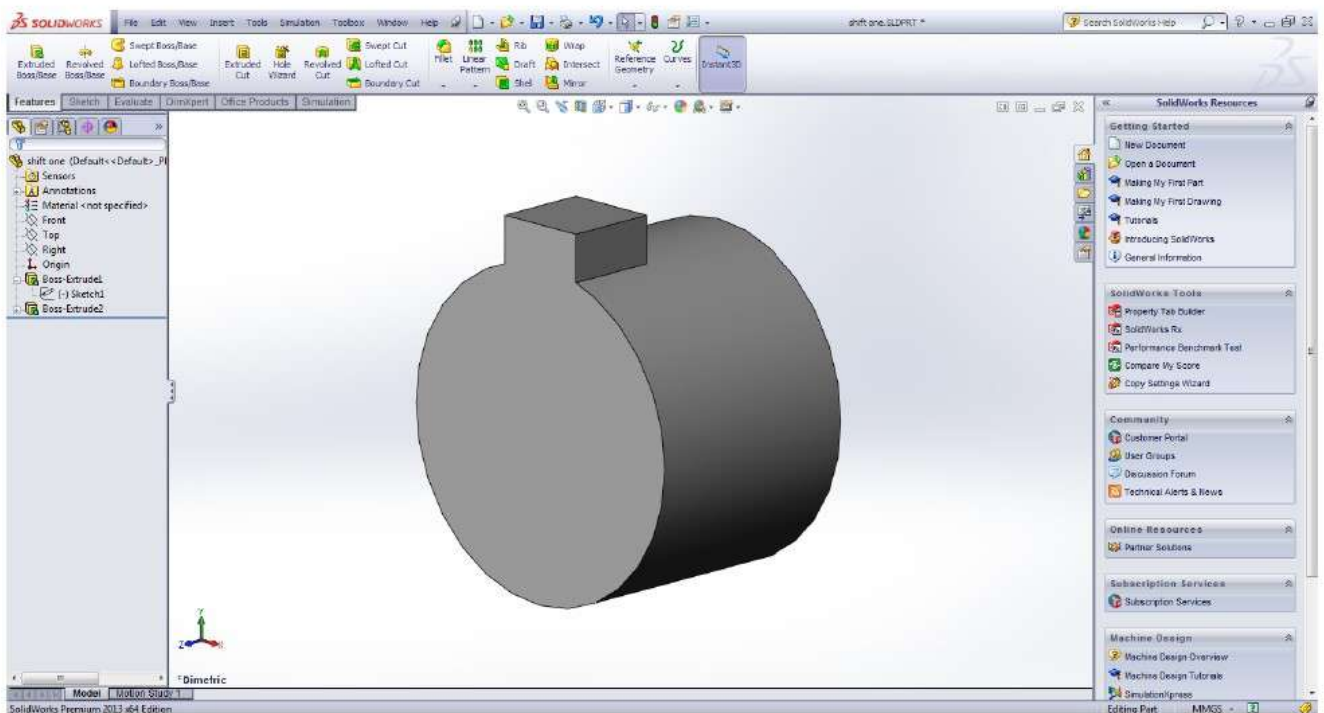 SOLIDWORKS File Edit View Insert Tools Simulation Toolbox Window Help shift one.SLDPRT * Search SolidWorks Help
Extruded Boss/Base
Revolved Boss/Base
Swept Boss/Base
Lofted Boss/Base
Boundary Boss/Base
Extruded Cut
Hole Wizard
Revolved Cut
Swept Cut
Lofted Cut
Boundary Cut
Fillet
Linear Pattern
Rib
Draft
Shell
Wrap
Intersect
Mirror
Reference Geometry
Curves
Instant3D
Features Sketch Evaluate DimXpert Office Products Simulation
shift one (Default<<Default>_P
Sensors
Annotations
Material <not specified>
Front
Top
Right
Origin
Boss-Extrude1
(-) Sketch1
Boss-Extrude2
Y
Z
X
*Dimetric
Model Motion Study 1
SolidWorks Premium 2013 x64 Edition
Editing Part MMGS
SolidWorks Resources
Getting Started
New Document
Open a Document
Making My First Part
Making My First Drawing
Tutorials
Introducing SolidWorks
General Information
SolidWorks Tools
Property Tab Builder
SolidWorks Rx
Performance Benchmark Test
Compare My Score
Copy Settings Wizard
Community
Customer Portal
User Groups
Discussion Forum
Technical Alerts & News
Online Resources
Partner Solutions
Subscription Services
Subscription Services
Machine Design
Machine Design Overview
Machine Design Tutorials
SimulationXpress